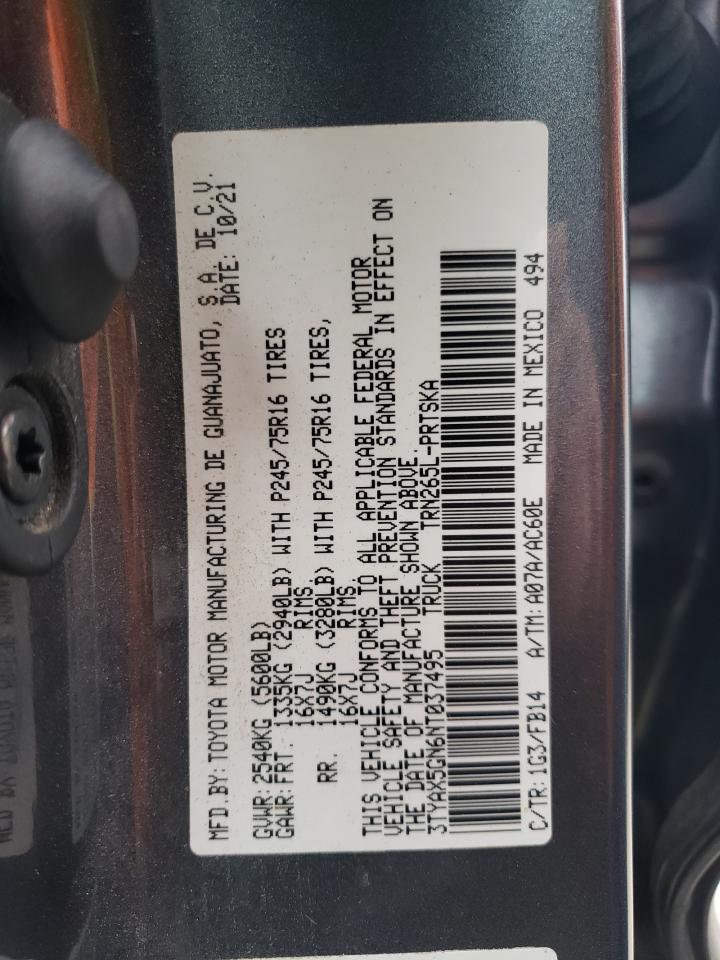 MFD.BY: TOYOTA MOTOR MANUFACTURING DE GUANAJUATO, S.A. DE C.V.
DATE: 10/21
GVWR: 2540KG (5600LB)
GAWR: FRT. 1335KG (2940LB) WITH P245/75R16 TIRES
16X7J RIMS,
RR. 1490KG (3280LB) WITH P245/75R16 TIRES,
16X7J RIMS.
THIS VEHICLE CONFORMS TO ALL APPLICABLE FEDERAL MOTOR
VEHICLE SAFETY AND THEFT PREVENTION STANDARDS IN EFFECT ON
THE DATE OF MANUFACTURE SHOWN ABOVE.
3TYAX5GN6NT037495 TRUCK TRN265L-PRTSKA
C/TR: 1G3/FB14 A/TM: A07A/AC60E MADE IN MEXICO 494